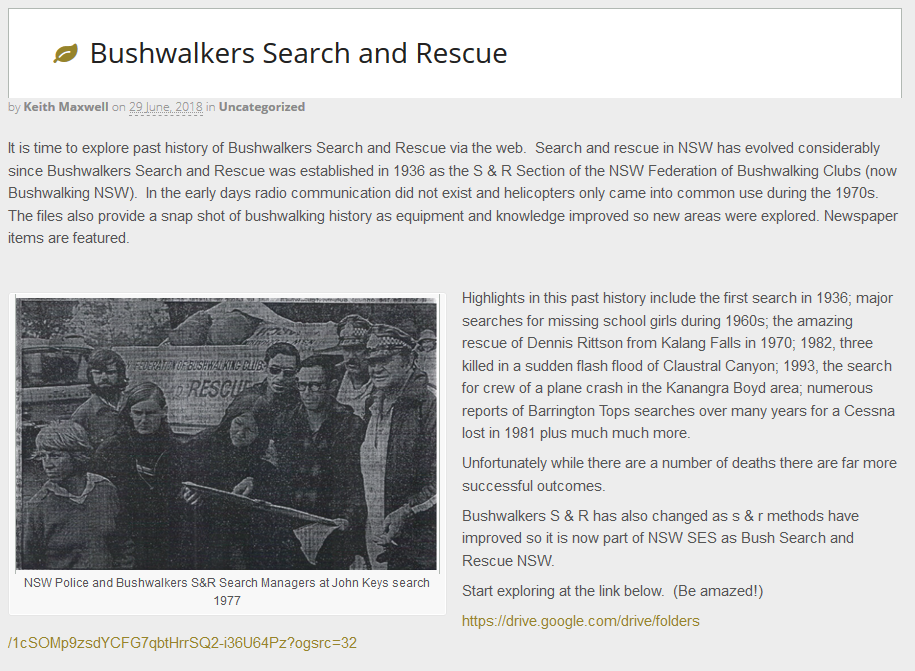 Bushwalkers Search and Rescue
by Keith Maxwell on 29 June, 2018 in Uncategorized
It is time to explore past history of Bushwalkers Search and Rescue via the web.  Search and rescue in NSW has evolved considerably
since Bushwalkers Search and Rescue was established in 1936 as the S & R Section of the NSW Federation of Bushwalking Clubs (now
Bushwalking NSW).  In the early days radio communication did not exist and helicopters only came into common use during the 1970s.
The files also provide a snap shot of bushwalking history as equipment and knowledge improved so new areas were explored. Newspaper
items are featured.
FEDERATION OF BUSHWALKING CLUBS
RESCU
NSW Police and Bushwalkers S&R Search Managers at John Keys search
1977
Highlights in this past history include the first search in 1936; major
searches for missing school girls during 1960s; the amazing
rescue of Dennis Rittson from Kalang Falls in 1970; 1982, three
killed in a sudden flash flood of Claustral Canyon; 1993, the search
for crew of a plane crash in the Kanangra Boyd area; numerous
reports of Barrington Tops searches over many years for a Cessna
lost in 1981 plus much much more.
Unfortunately while there are a number of deaths there are far more
successful outcomes.
Bushwalkers S & R has also changed as s & r methods have
improved so it is now part of NSW SES as Bush Search and
Rescue NSW.
Start exploring at the link below.  (Be amazed!)
https://drive.google.com/drive/folders
/1cSOMp9zsdYCFG7qbtHrrSQ2-i36U64Pz?ogsrc=32